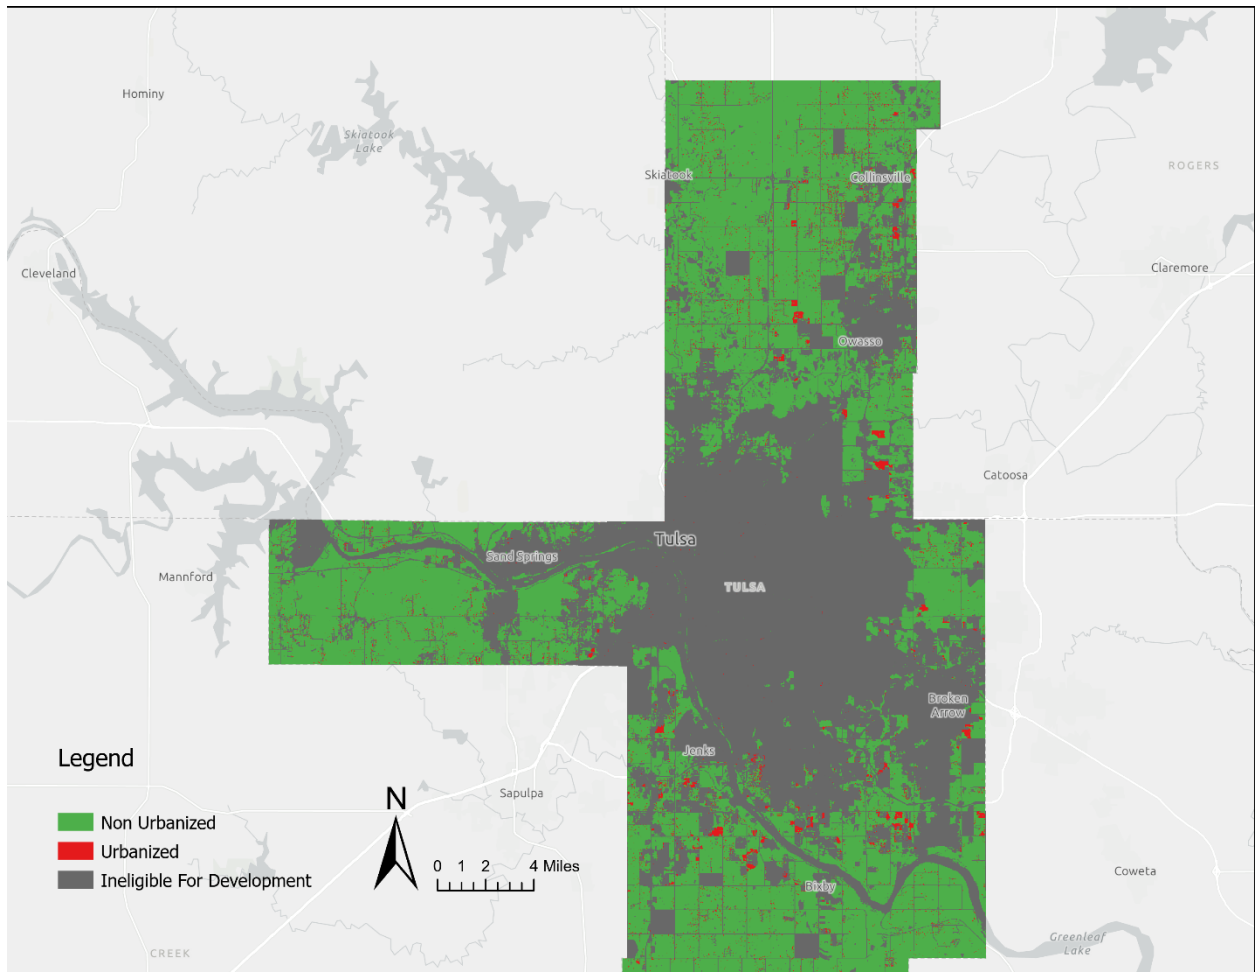 Hominy
Skiatook
Lake
Skiatook
Collinsville
ROGERS
Cleveland
Claremore
Owasso
Catoosa
Mannford
Sand Springs
Tulsa
TULSA
Broken
Arrow
Jenks
Legend
Non Urbanized
Urbanized
Ineligible For Development
N
0 1 2 4 Miles
Sapulpa
Bixby
Coweta
Greenleaf
Lake
CREEK